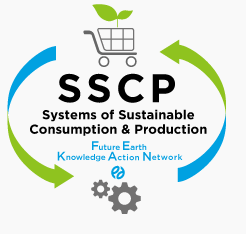 SSCP
Systems of Sustainable
Consumption & Production
Future Earth
Knowledge Action Network